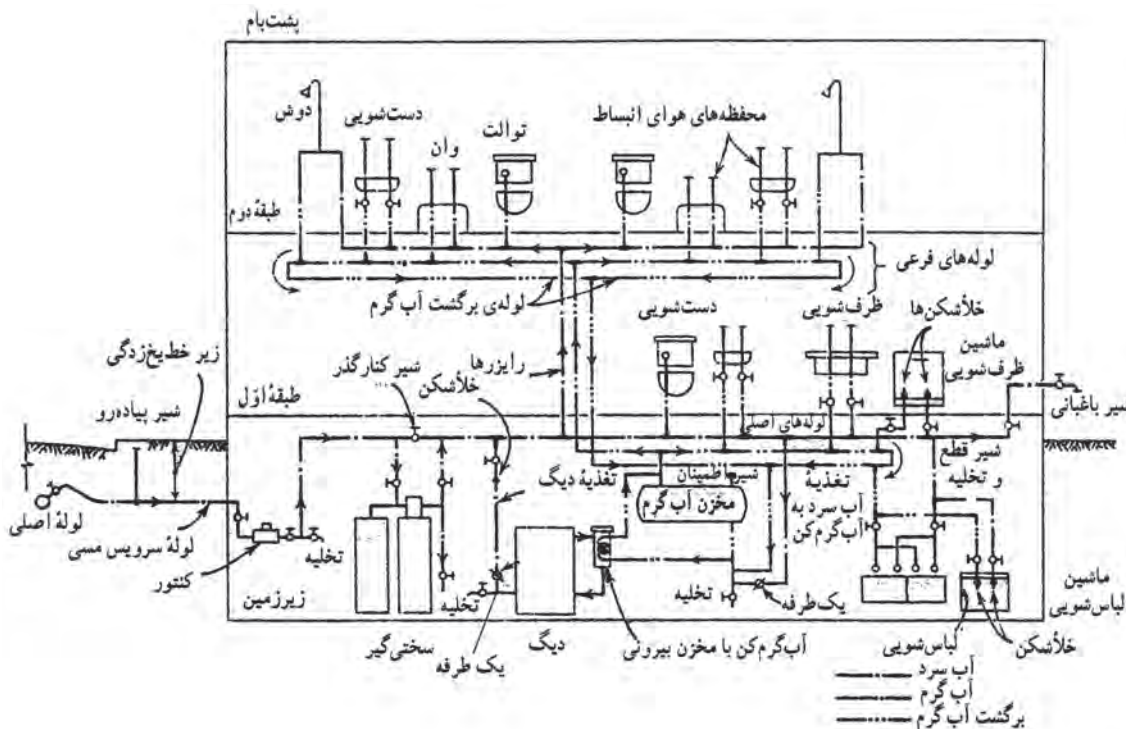 پشت‌بام
دوش
دست‌شویی
وان
توالت
محفظه‌های هوای انبساط
طبقهٔ دوم
لوله‌های فرعی
لوله‌ی برگشت آب گرم
دست‌شویی
ظرف‌شویی
خلأشکن‌ها
ماشین
ظرف‌شویی
زیر خط یخ‌زدگی
شیر پیاده‌رو
شیر کنار گذر
خلأشکن
رایزرها
طبقهٔ اوّل
شیر باغبانی
لوله‌های اصلی
شیر قطع
و تخلیه
لولهٔ اصلی
لولهٔ سرویس مسی
کنتور
تخلیه
تغذیهٔ دیگ
شیر اطمینان
مخزن آب گرم
تغذیهٔ
آب سرد به
آب گرم‌کن
زیرزمین
تخلیه
تخلیه
یک‌طرفه
ماشین
لباس‌شویی
سختی‌گیر
یک طرفه
دیگ
آب‌گرم‌کن با مخزن بیرونی
لباس‌شویی
خلأشکن
آب سرد
آب گرم
برگشت آب گرم